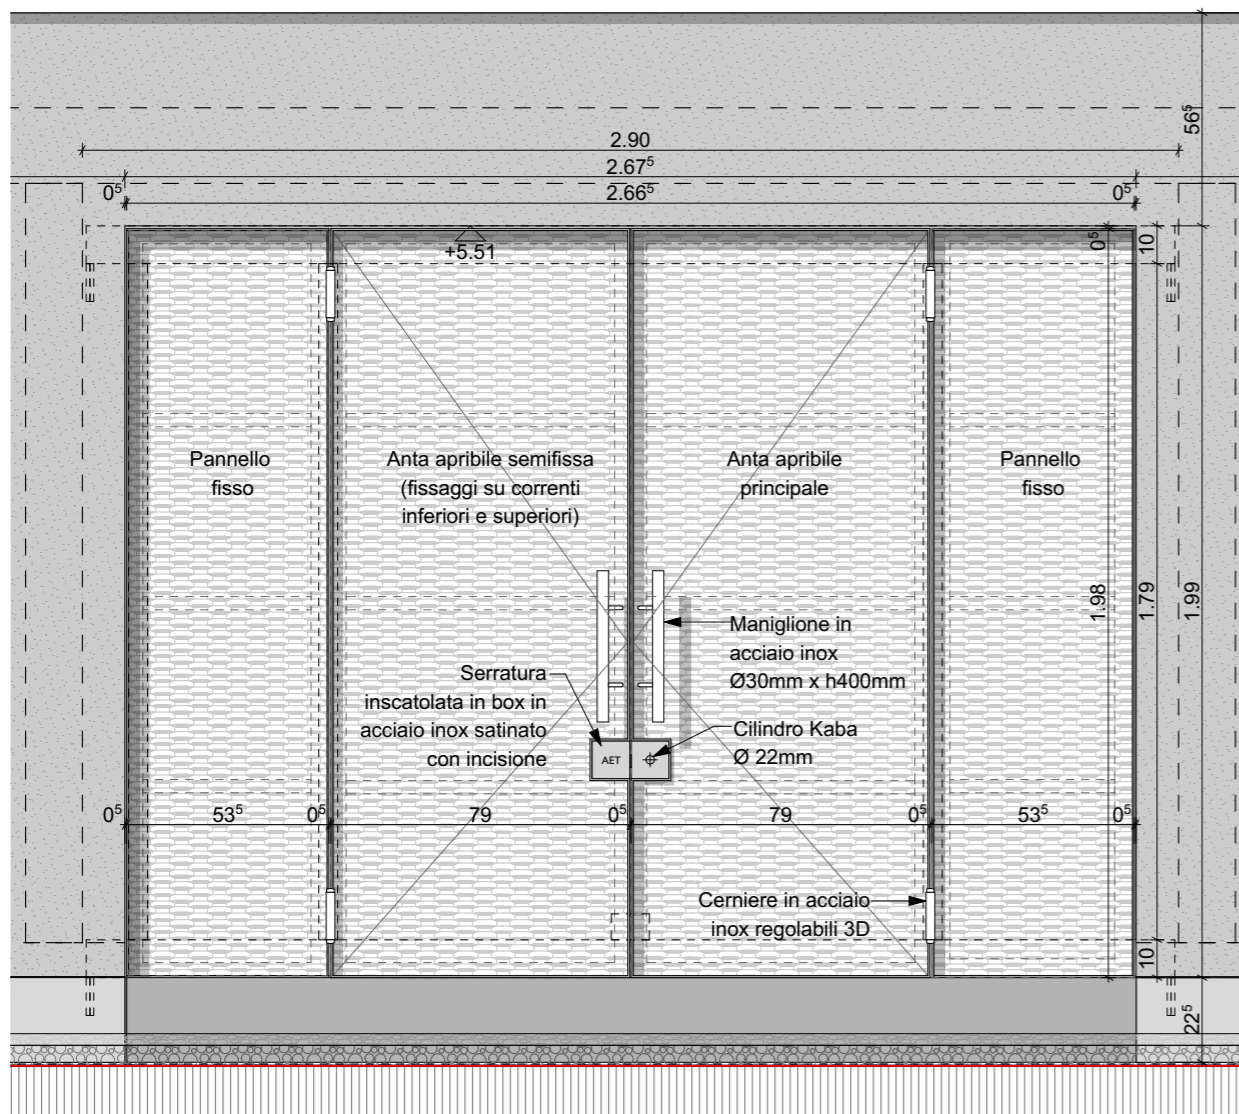 56⁵
2.90
2.67⁵
0⁵
2.66⁵
0⁵
+5.51
0⁵
10
Pannello
fisso
Anta apribile semifissa
(fissaggi su correnti
inferiori e superiori)
Anta apribile
principale
Pannello
fisso
1.98
1.79
1.99
Maniglione in
acciaio inox
Ø30mm x h400mm
Serratura
inscatolata in box in
acciaio inox satinato
con incisione
AET
Cilindro Kaba
Ø 22mm
0⁵
53⁵
0⁵
79
0⁵
79
0⁵
53⁵
0⁵
Cerniere in acciaio
inox regolabili 3D
10
22⁵